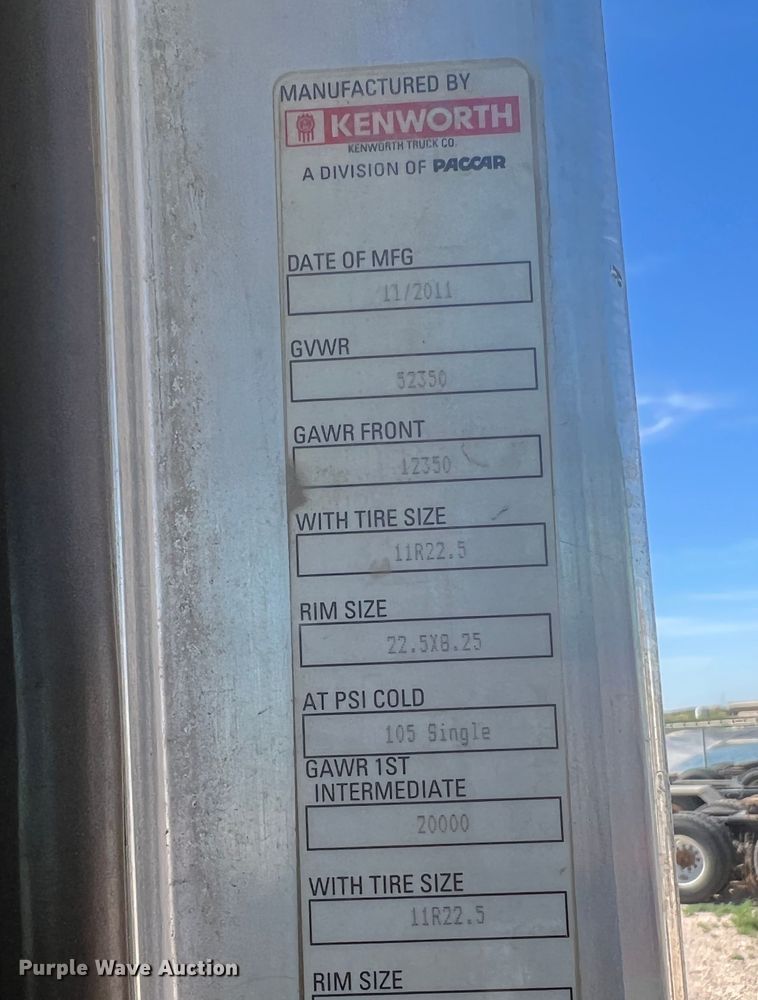 MANUFACTURED BY
KENWORTH
KENWORTH TRUCK CO.
A DIVISION OF PACCAR
DATE OF MFG
11/2011
GVWR
52350
GAWR FRONT
12350
WITH TIRE SIZE
11R22.5
RIM SIZE
22.5X8.25
AT PSI COLD
105 Single
GAWR 1ST
INTERMEDIATE
20000
WITH TIRE SIZE
11R22.5
RIM SIZE
Purple Wave Auction